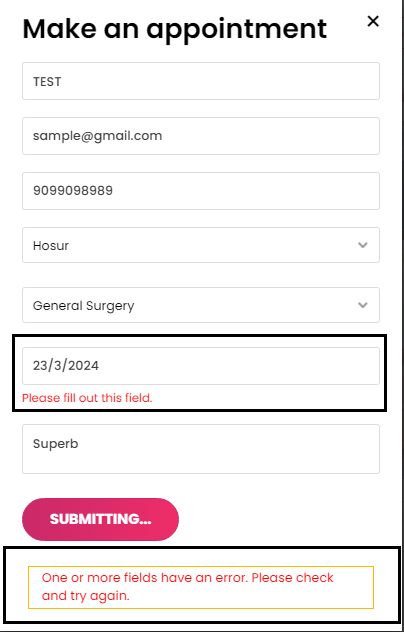 Make an appointment
×
TEST
sample@gmail.com
9099098989
Hosur
General Surgery
23/3/2024
Please fill out this field.
Superb
SUBMITTING...
One or more fields have an error. Please check
and try again.